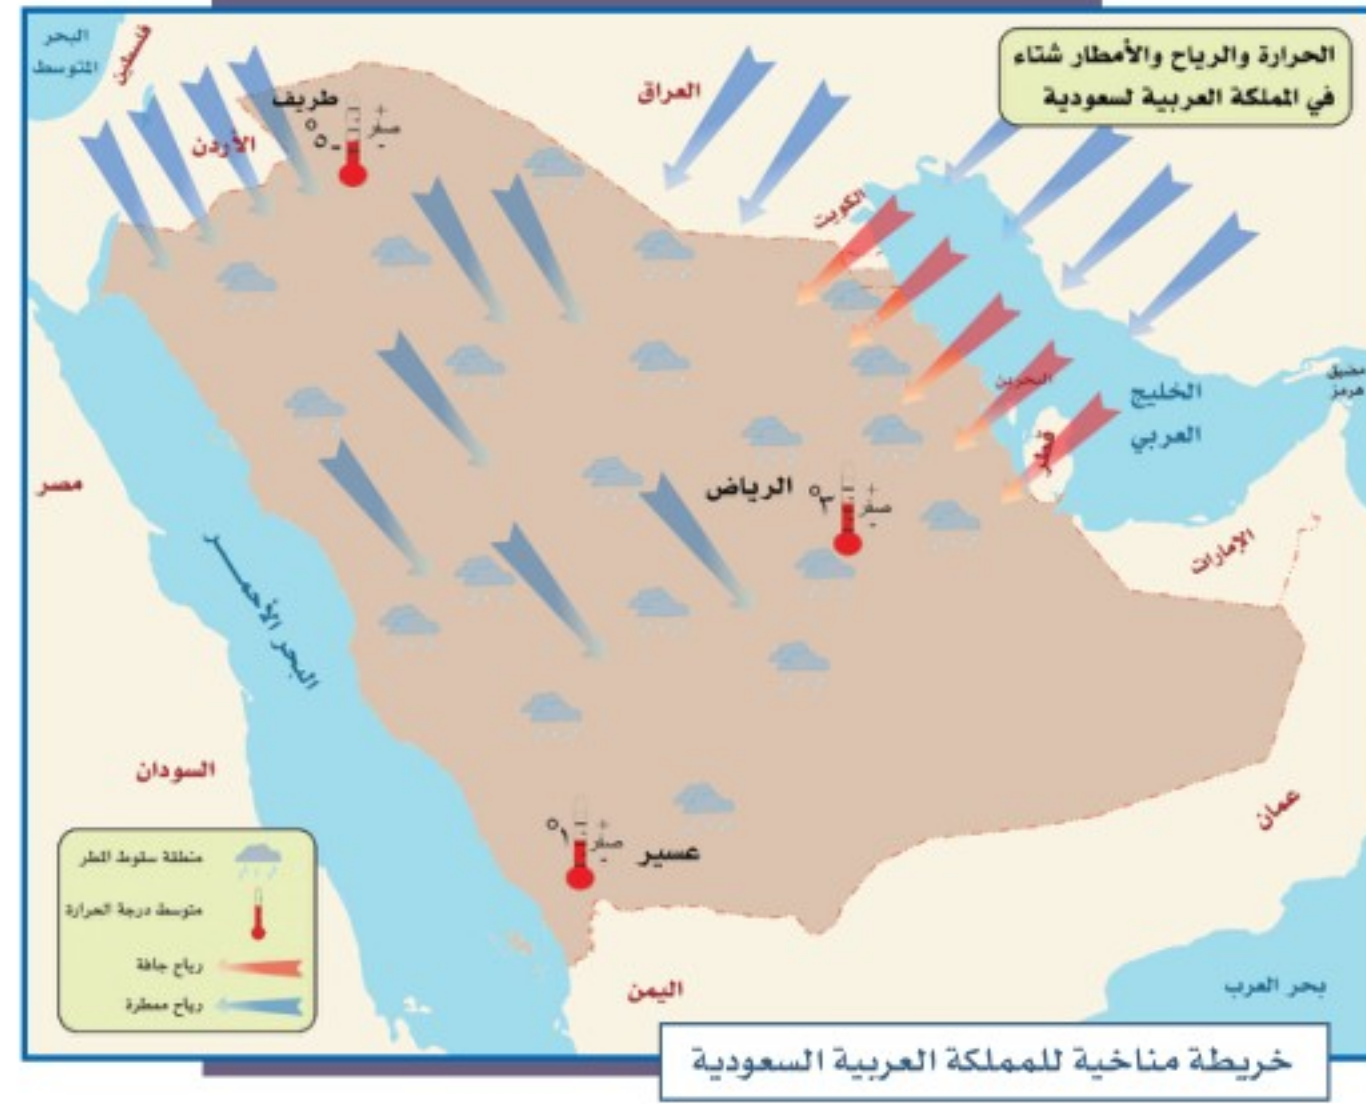 الحرارة والرياح والأمطار شتاء
في المملكة العربية لسعودية
البحر
المتوسط
فلسطين
الأردن
طريف
+
صفر
-
-٥°
العراق
الكويت
البحرين
قطر
الخليج
العربي
مضيق
هرمز
مصر
الرياض
٣°
+
صفر
-
الإمارات
البحر الأحمـــــر
السودان
عسير
١°
+
صفر
-
عمان
اليمن
بحر العرب
منطقة سقوط المطر
متوسط درجة الحرارة
رياح جافة
رياح ممطرة
خريطة مناخية للمملكة العربية السعودية